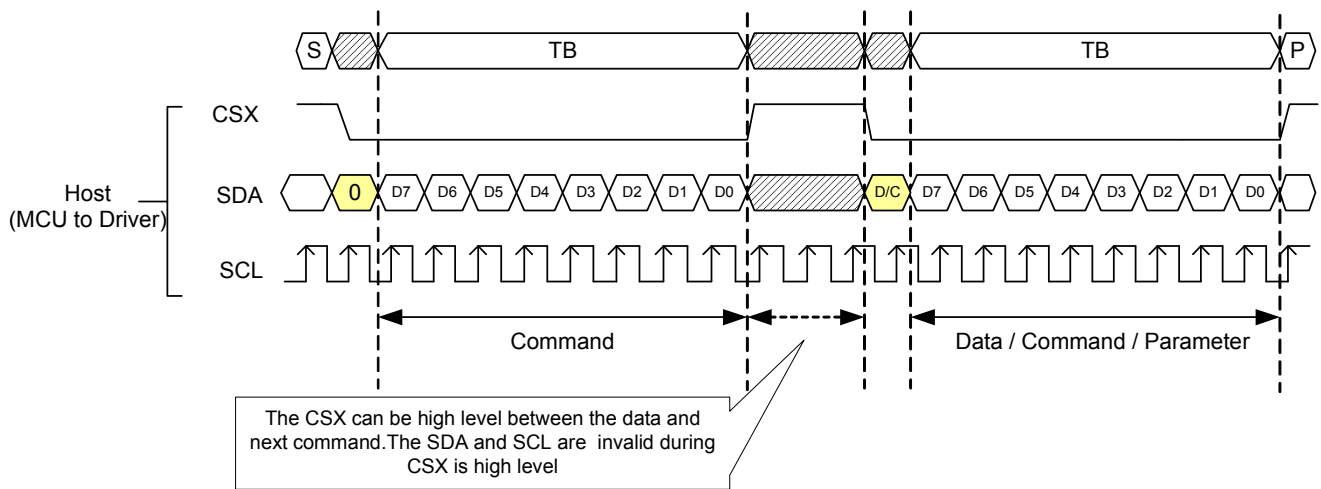 S TB TB P
CSX
Host
(MCU to Driver)
SDA 0 D7 D6 D5 D4 D3 D2 D1 D0 D/C D7 D6 D5 D4 D3 D2 D1 D0
SCL
Command Data / Command / Parameter
The CSX can be high level between the data and
next command.The SDA and SCL are invalid during
CSX is high level